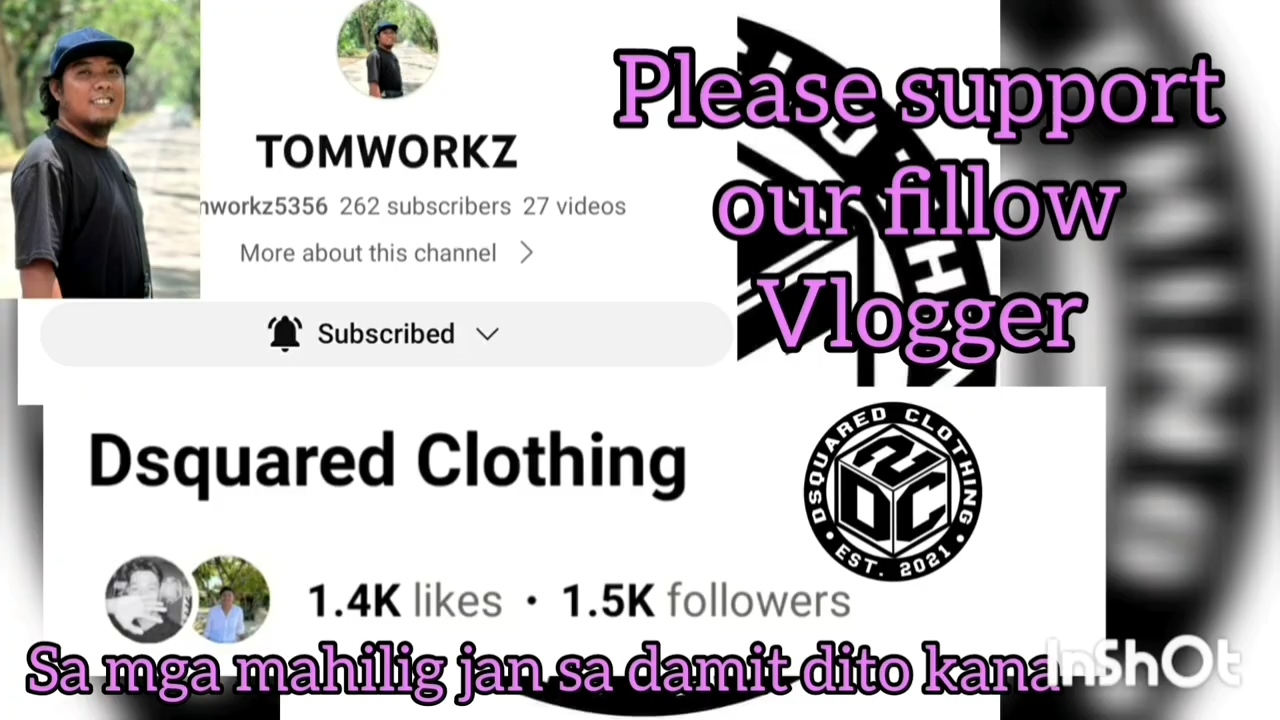 Please support
our fillow
Vlogger
TOMWORKZ
nworkz5356 262 subscribers 27 videos
More about this channel
Subscribed
Dsquared Clothing
DSQUARED CLOTHING
2
DC
EST. 2021
1.4K likes • 1.5K followers
Sa mga mahilig jan sa damit dito kana
InShOt